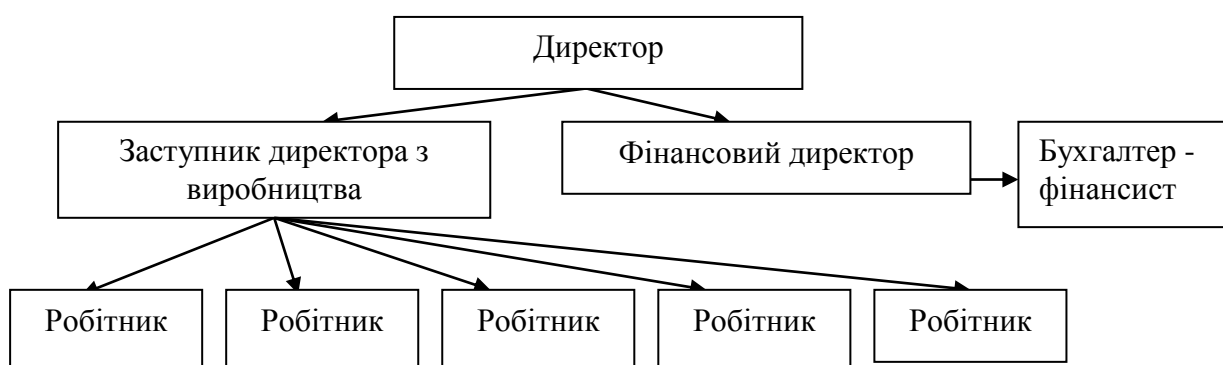 Директор
Заступник директора з
виробництва
Фінансовий директор
Бухгалтер -
фінансист
Робітник
Робітник
Робітник
Робітник
Робітник